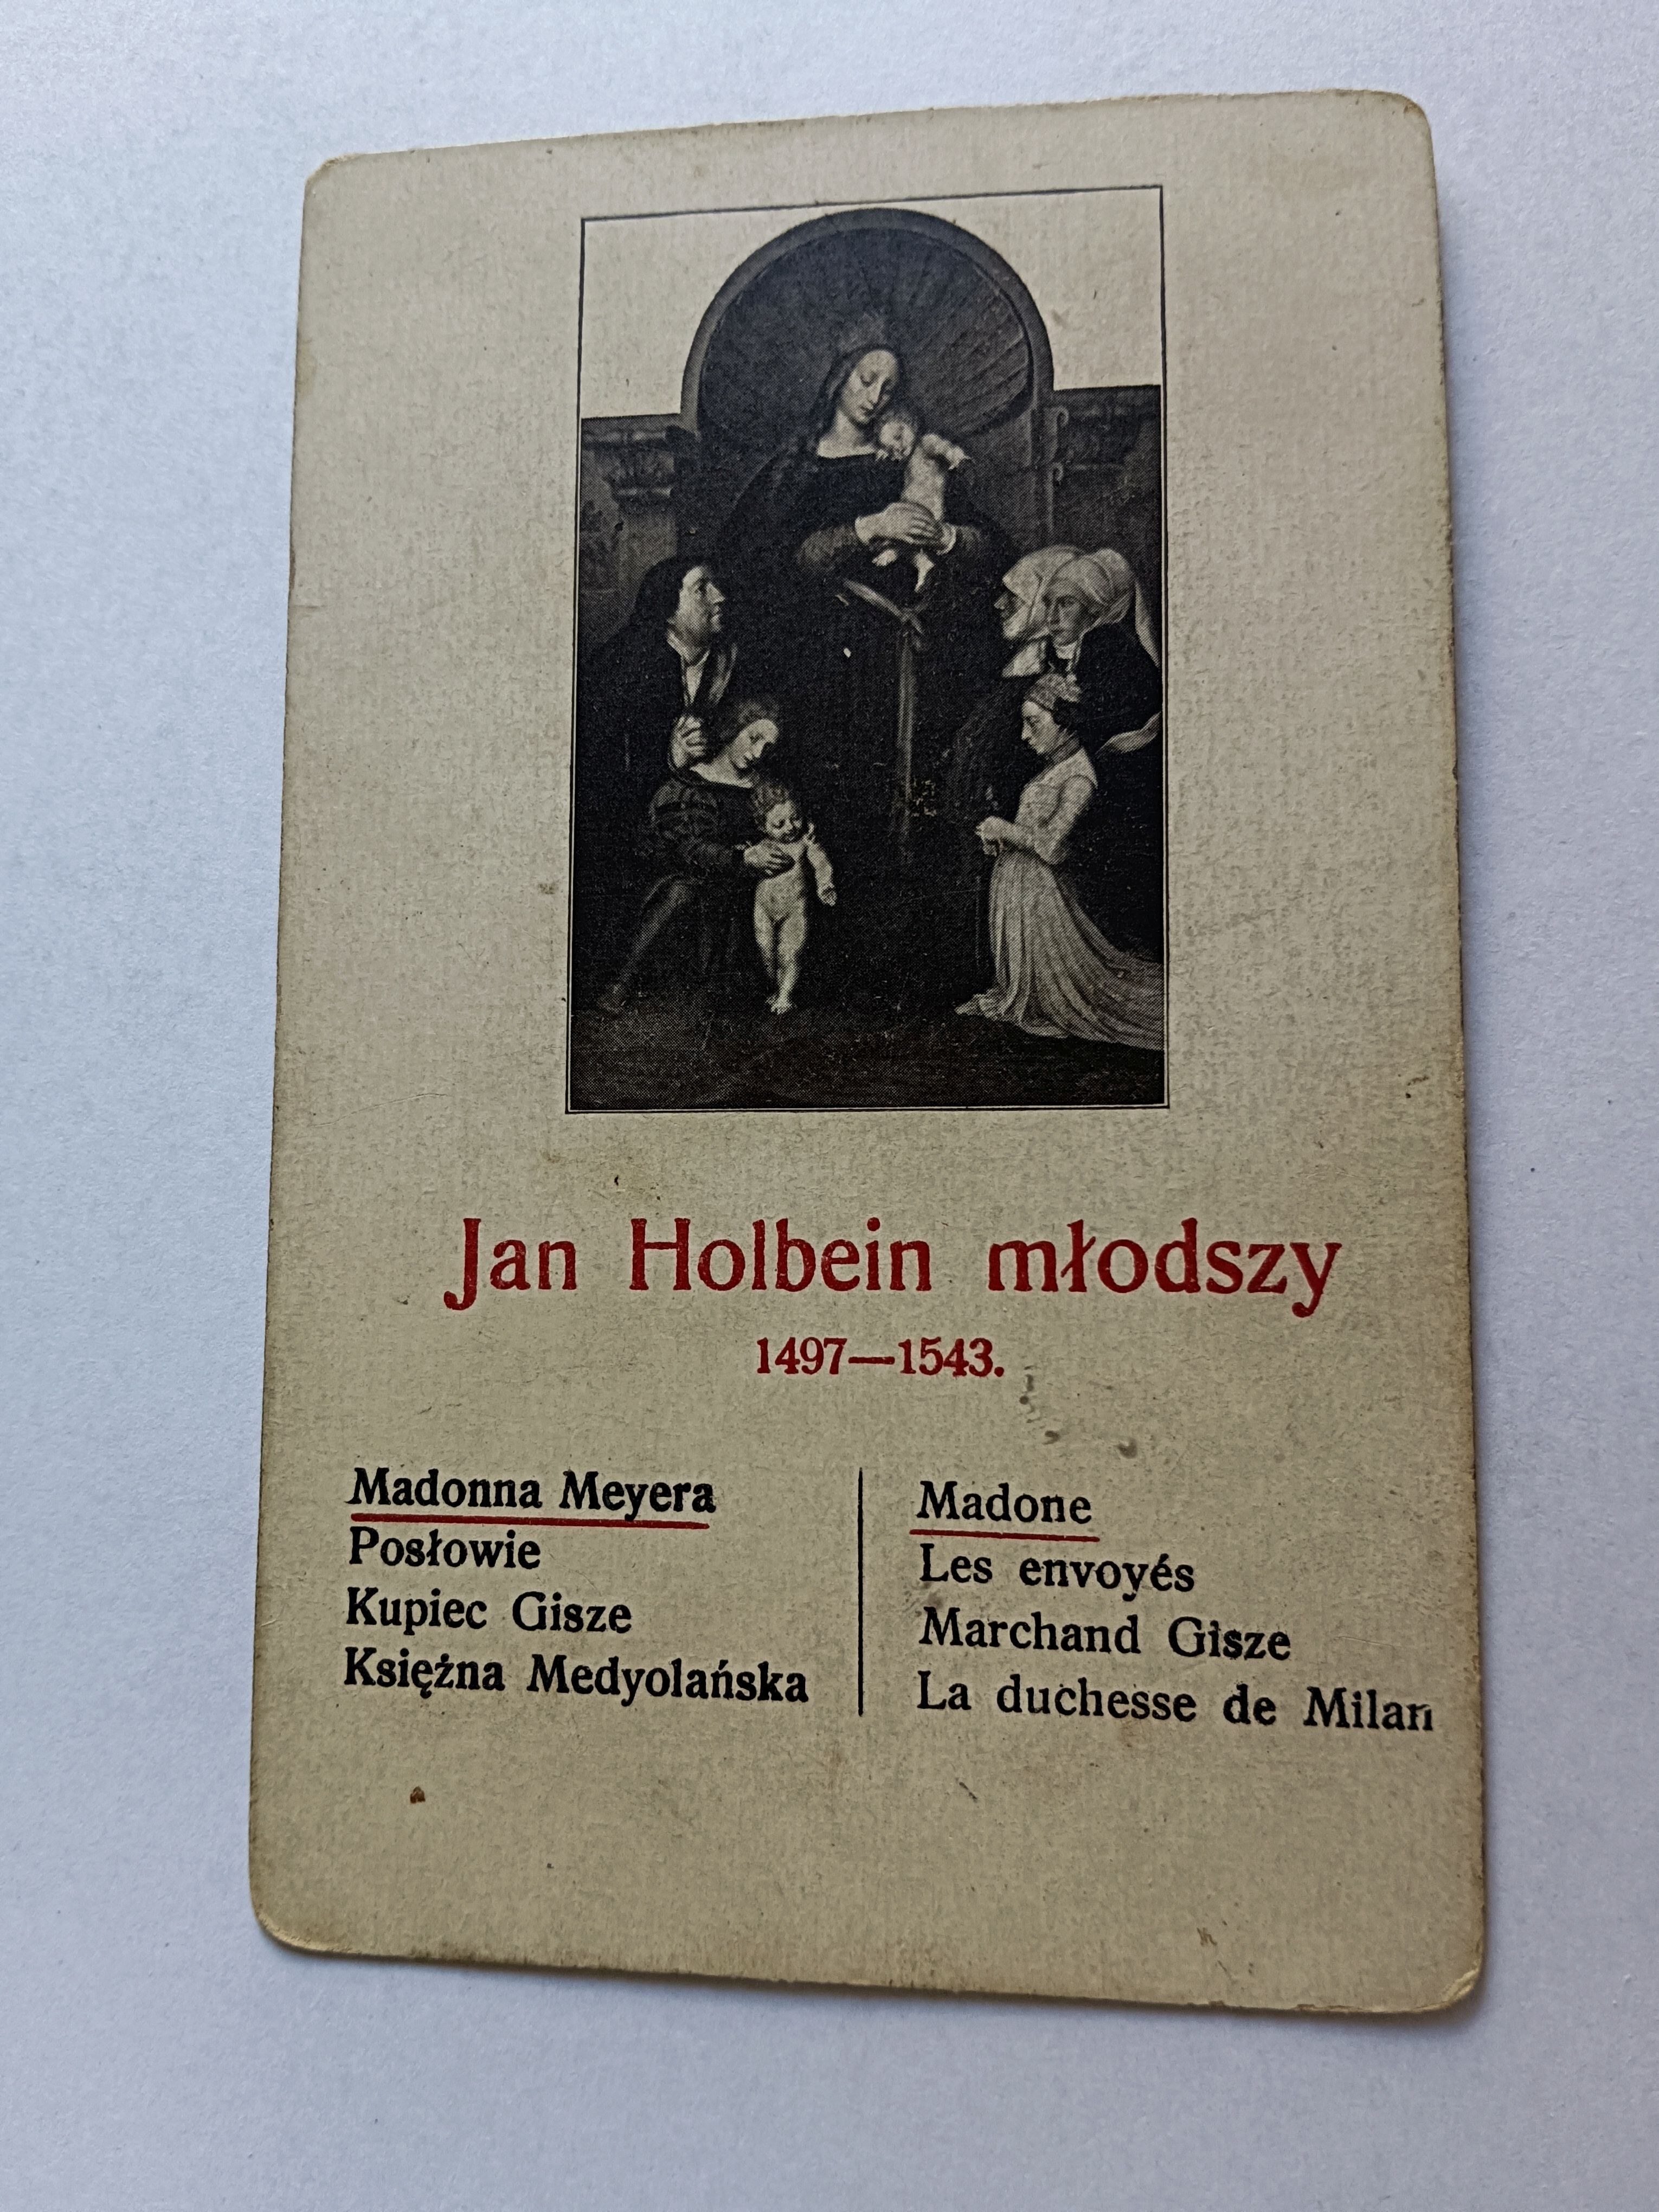 Jan Holbein młodszy
1497—1543.
Madonna Meyera
Posłowie
Kupiec Gisze
Księżna Medyolańska
Madone
Les envoyés
Marchand Gisze
La duchesse de Milan